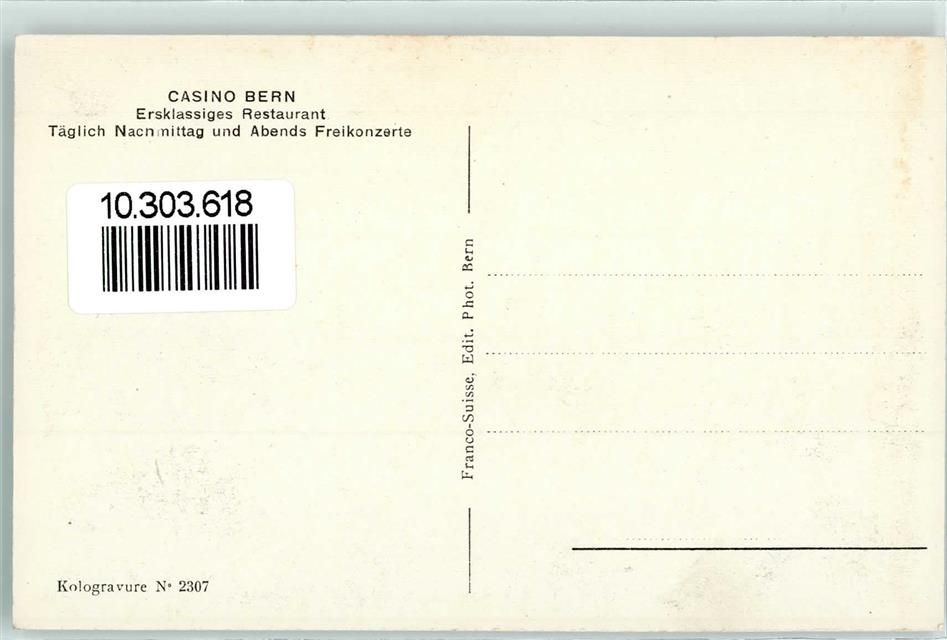 CASINO BERN
Ersklassiges Restaurant
Täglich Nachmittag und Abends Freikonzerte
10.303.618
Franco-Suisse, Edit. Phot. Bern
Kologravure Nº 2307